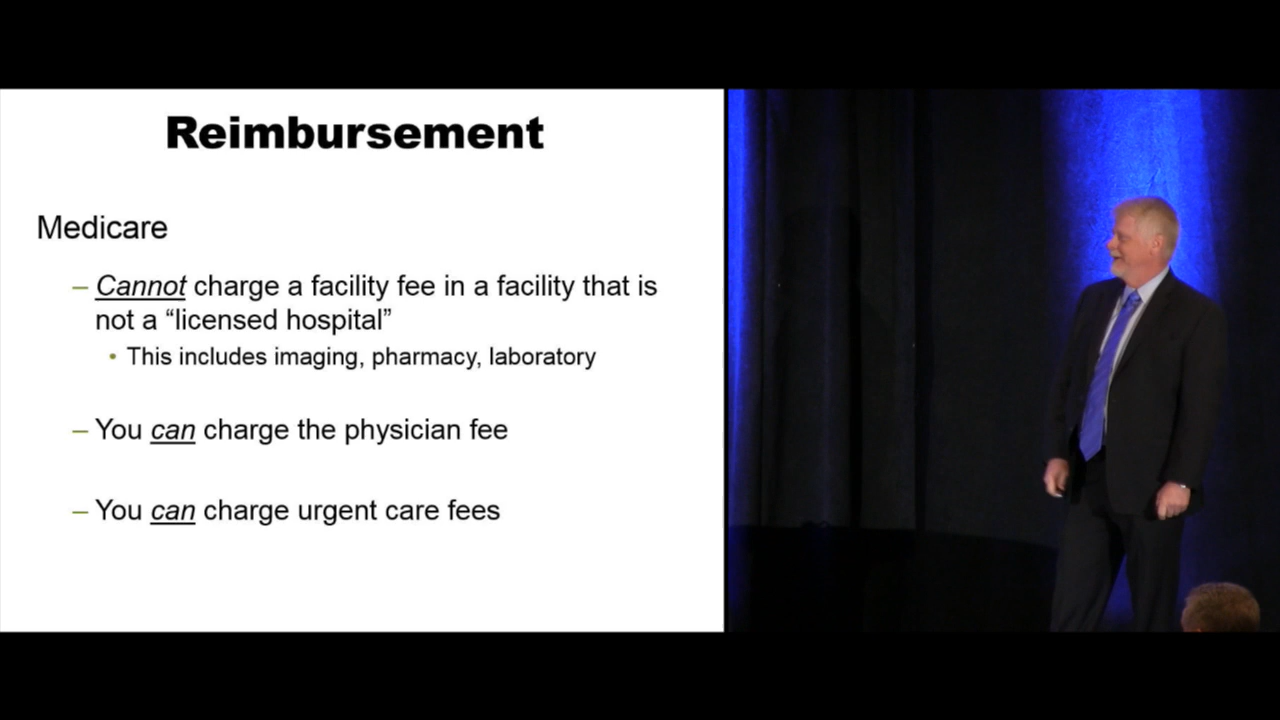 Reimbursement
Medicare
– Cannot charge a facility fee in a facility that is
not a “licensed hospital”
• This includes imaging, pharmacy, laboratory
– You can charge the physician fee
– You can charge urgent care fees